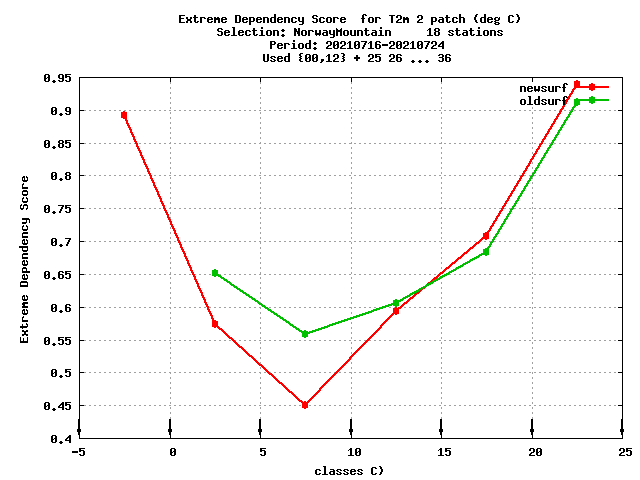 Extreme Dependency Score  for T2m 2 patch (deg C)
Selection: NorwayMountain     18 stations
Period: 20210716-20210724
Used {00,12} + 25 26 ... 36
newsurf
oldsurf
Extreme Dependency Score
0.95
0.9
0.85
0.8
0.75
0.7
0.65
0.6
0.55
0.5
0.45
0.4
-5 0 5 10 15 20 25
classes C)